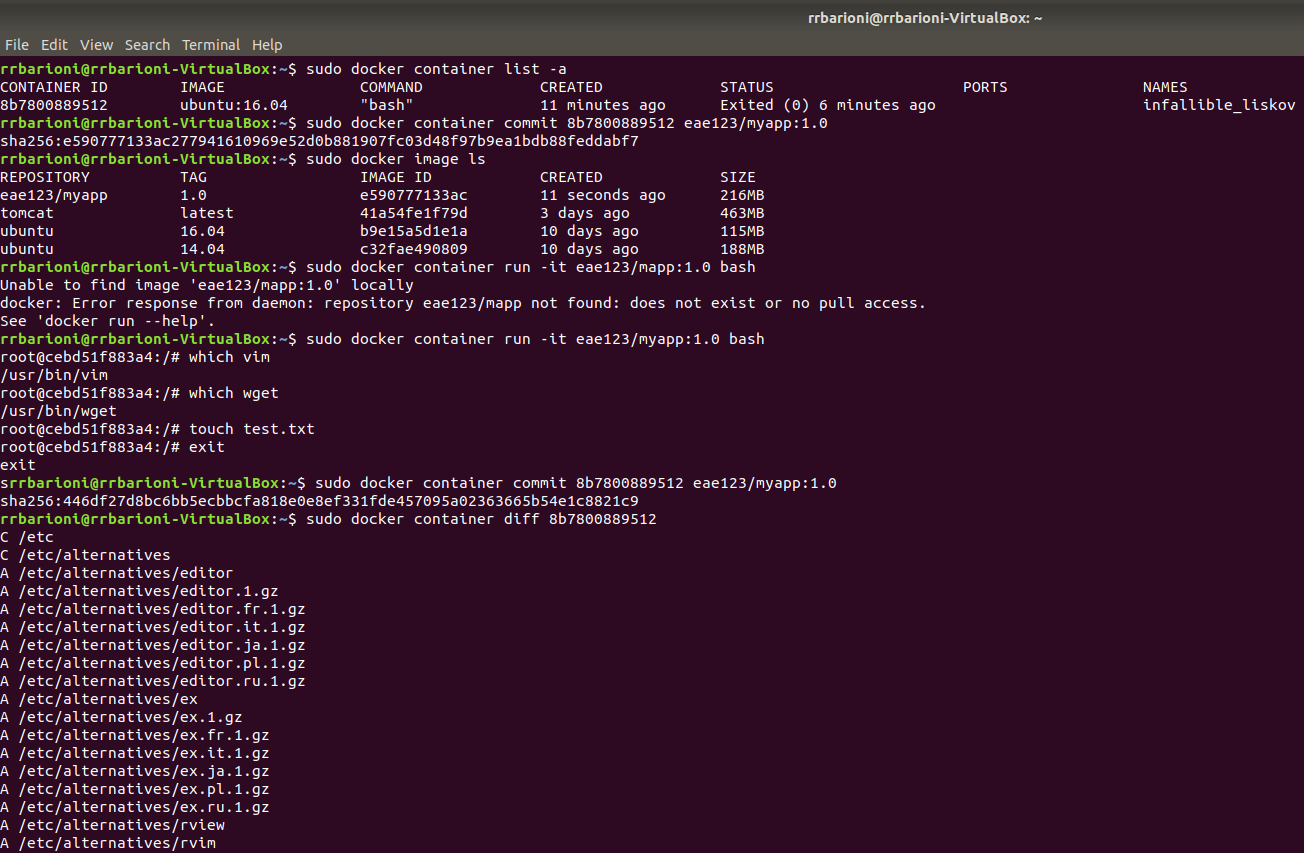 rrbarioni@rrbarioni-VirtualBox: ~
File Edit View Search Terminal Help
rrbarioni@rrbarioni-VirtualBox:~$ sudo docker container list -a
CONTAINER ID IMAGE COMMAND CREATED STATUS PORTS NAMES
8b7800889512 ubuntu:16.04 "bash" 11 minutes ago Exited (0) 6 minutes ago infallible_liskov
rrbarioni@rrbarioni-VirtualBox:~$ sudo docker container commit 8b7800889512 eae123/myapp:1.0
sha256:e590777133ac277941610969e52d0b881907fc03d48f97b9ea1bdb88feddabf7
rrbarioni@rrbarioni-VirtualBox:~$ sudo docker image ls
REPOSITORY TAG IMAGE ID CREATED SIZE
eae123/myapp 1.0 e590777133ac 11 seconds ago 216MB
tomcat latest 41a54fe1f79d 3 days ago 463MB
ubuntu 16.04 b9e15a5d1e1a 10 days ago 115MB
ubuntu 14.04 c32fae490809 10 days ago 188MB
rrbarioni@rrbarioni-VirtualBox:~$ sudo docker container run -it eae123/mapp:1.0 bash
Unable to find image 'eae123/mapp:1.0' locally
docker: Error response from daemon: repository eae123/mapp not found: does not exist or no pull access.
See 'docker run --help'.
rrbarioni@rrbarioni-VirtualBox:~$ sudo docker container run -it eae123/myapp:1.0 bash
root@cebd51f883a4:/# which vim
/usr/bin/vim
root@cebd51f883a4:/# which wget
/usr/bin/wget
root@cebd51f883a4:/# touch test.txt
root@cebd51f883a4:/# exit
exit
srrbarioni@rrbarioni-VirtualBox:~$ sudo docker container commit 8b7800889512 eae123/myapp:1.0
sha256:446df27d8bc6bb5ecbbcfa818e0e8ef331fde457095a02363665b54e1c8821c9
rrbarioni@rrbarioni-VirtualBox:~$ sudo docker container diff 8b7800889512
C /etc
C /etc/alternatives
A /etc/alternatives/editor
A /etc/alternatives/editor.1.gz
A /etc/alternatives/editor.fr.1.gz
A /etc/alternatives/editor.it.1.gz
A /etc/alternatives/editor.ja.1.gz
A /etc/alternatives/editor.pl.1.gz
A /etc/alternatives/editor.ru.1.gz
A /etc/alternatives/ex
A /etc/alternatives/ex.1.gz
A /etc/alternatives/ex.fr.1.gz
A /etc/alternatives/ex.it.1.gz
A /etc/alternatives/ex.ja.1.gz
A /etc/alternatives/ex.pl.1.gz
A /etc/alternatives/ex.ru.1.gz
A /etc/alternatives/rview
A /etc/alternatives/rvim